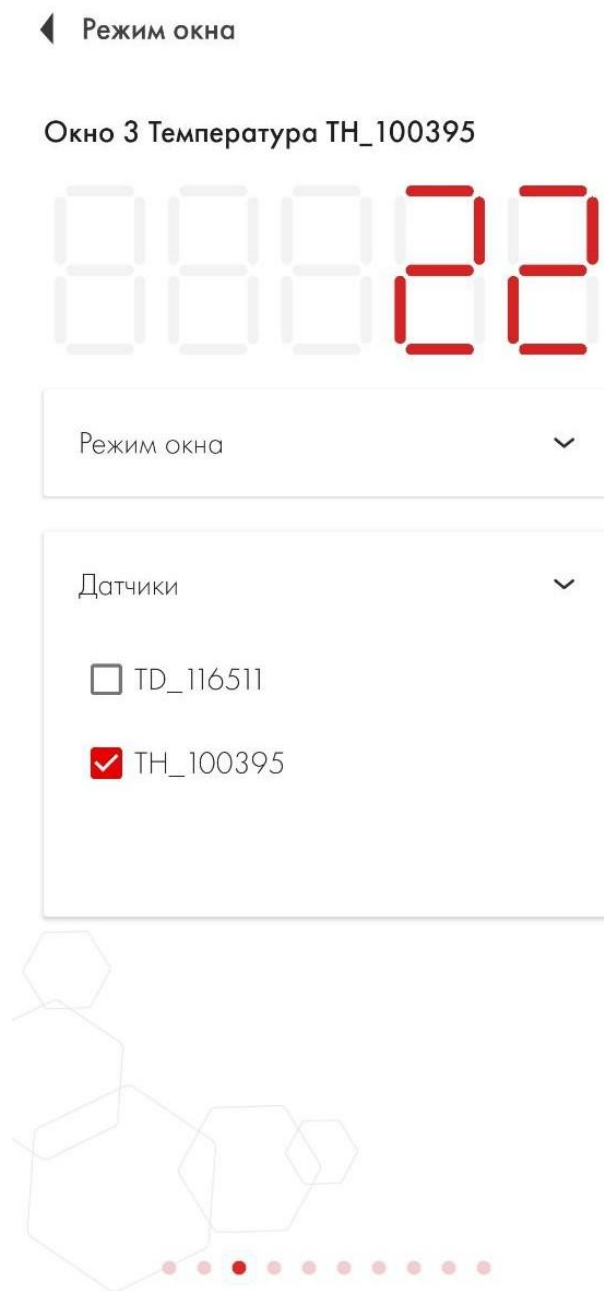 Режим окна
Окно 3 Температура TH_100395
22
Режим окна
Датчики
TD_116511
TH_100395